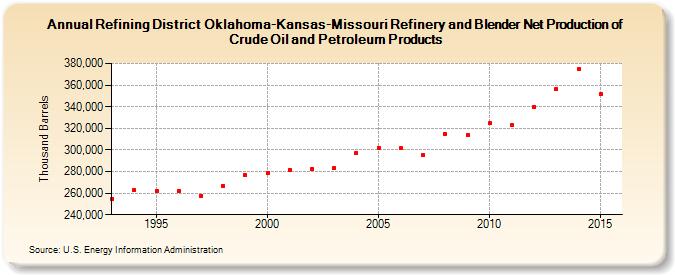 Annual Refining District Oklahoma-Kansas-Missouri Refinery and Blender Net Production of
Crude Oil and Petroleum Products
Thousand Barrels
380,000
360,000
340,000
320,000
300,000
280,000
260,000
240,000
1995 2000 2005 2010 2015
Source: U.S. Energy Information Administration